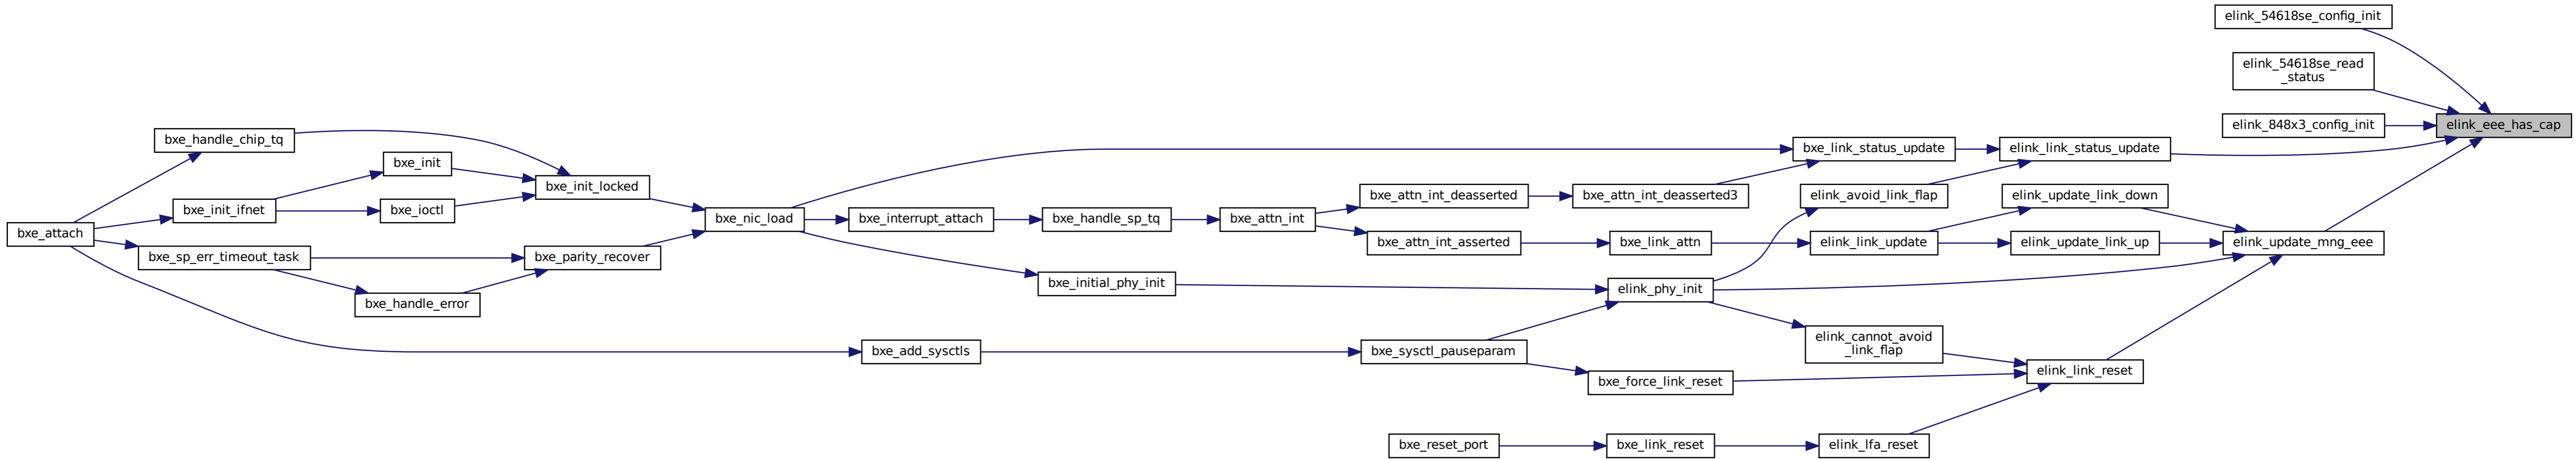 elink_54618se_config_init
elink_54618se_read
_status
elink_848x3_config_init
elink_eee_has_cap
bxe_handle_chip_tq
bxe_link_status_update
elink_link_status_update
bxe_init
bxe_init_locked
bxe_attn_int_deasserted
bxe_attn_int_deasserted3
elink_avoid_link_flap
elink_update_link_down
bxe_init_ifnet
bxe_ioctl
bxe_nic_load
bxe_interrupt_attach
bxe_handle_sp_tq
bxe_attn_int
bxe_attach
bxe_attn_int_asserted
bxe_link_attn
elink_link_update
elink_update_link_up
elink_update_mng_eee
bxe_sp_err_timeout_task
bxe_parity_recover
bxe_initial_phy_init
elink_phy_init
bxe_handle_error
bxe_add_sysctls
bxe_sysctl_pauseparam
elink_cannot_avoid
_link_flap
bxe_force_link_reset
elink_link_reset
bxe_reset_port
bxe_link_reset
elink_lfa_reset